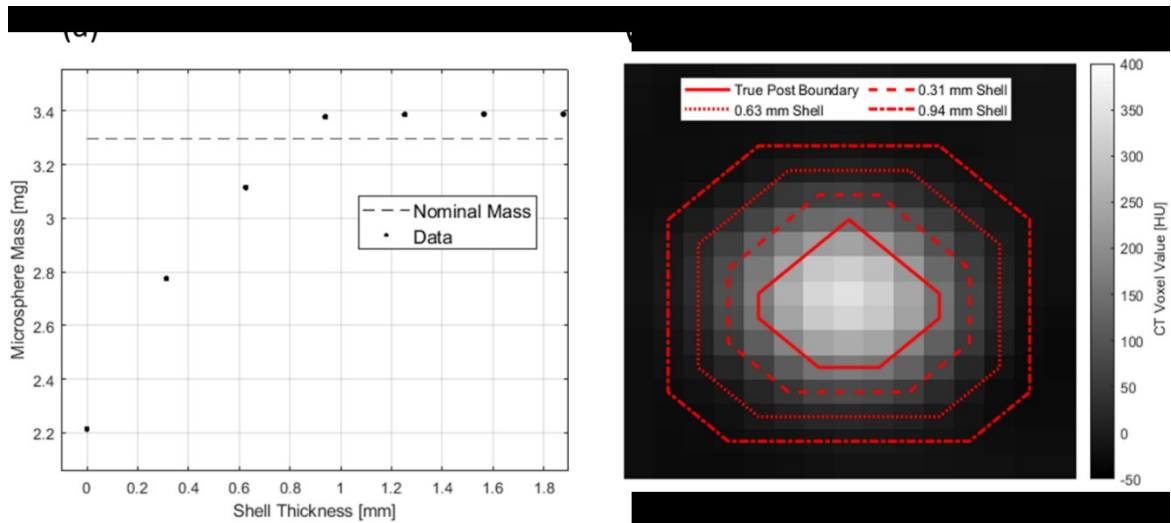 3.4
3.2
3
2.8
2.6
2.4
2.2
0 0.2 0.4 0.6 0.8 1 1.2 1.4 1.6 1.8
Microsphere Mass [mg]
Shell Thickness [mm]
Nominal Mass
Data
True Post Boundary 0.31 mm Shell
0.63 mm Shell 0.94 mm Shell
400
350
300
250
200
150
100
50
0
-50
CT Voxel Value [HU]